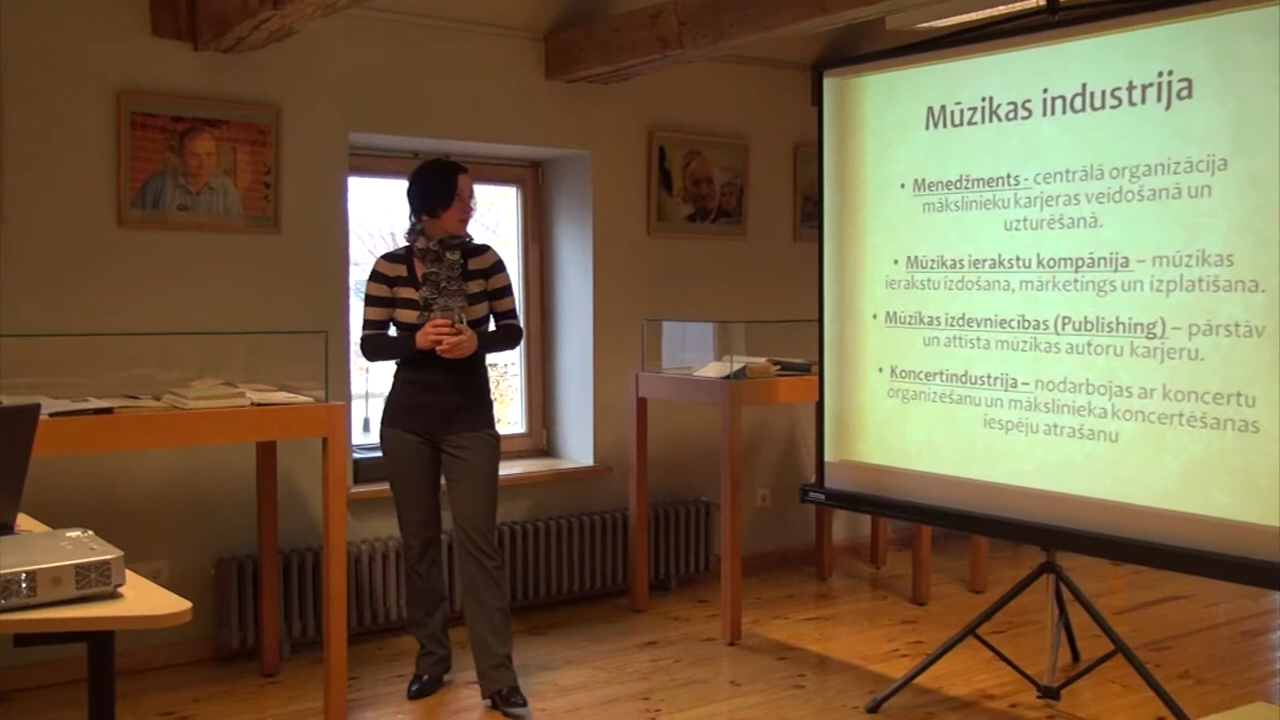 Mūzikas industrija
• Menedžments - centrālā organizācija
mākslinieku karjeras veidošanā un
uzturēšanā.
• Mūzikas ierakstu kompānija – mūzikas
ierakstu izdošana, mārketings un izplatīšana.
• Mūzikas izdevniecības (Publishing) – pārstāv
un attīsta mūzikas autoru karjeru.
• Koncertindustrija – nodarbojas ar koncertu
organizēšanu un mākslinieka koncertēšanas
iespēju atrašanu